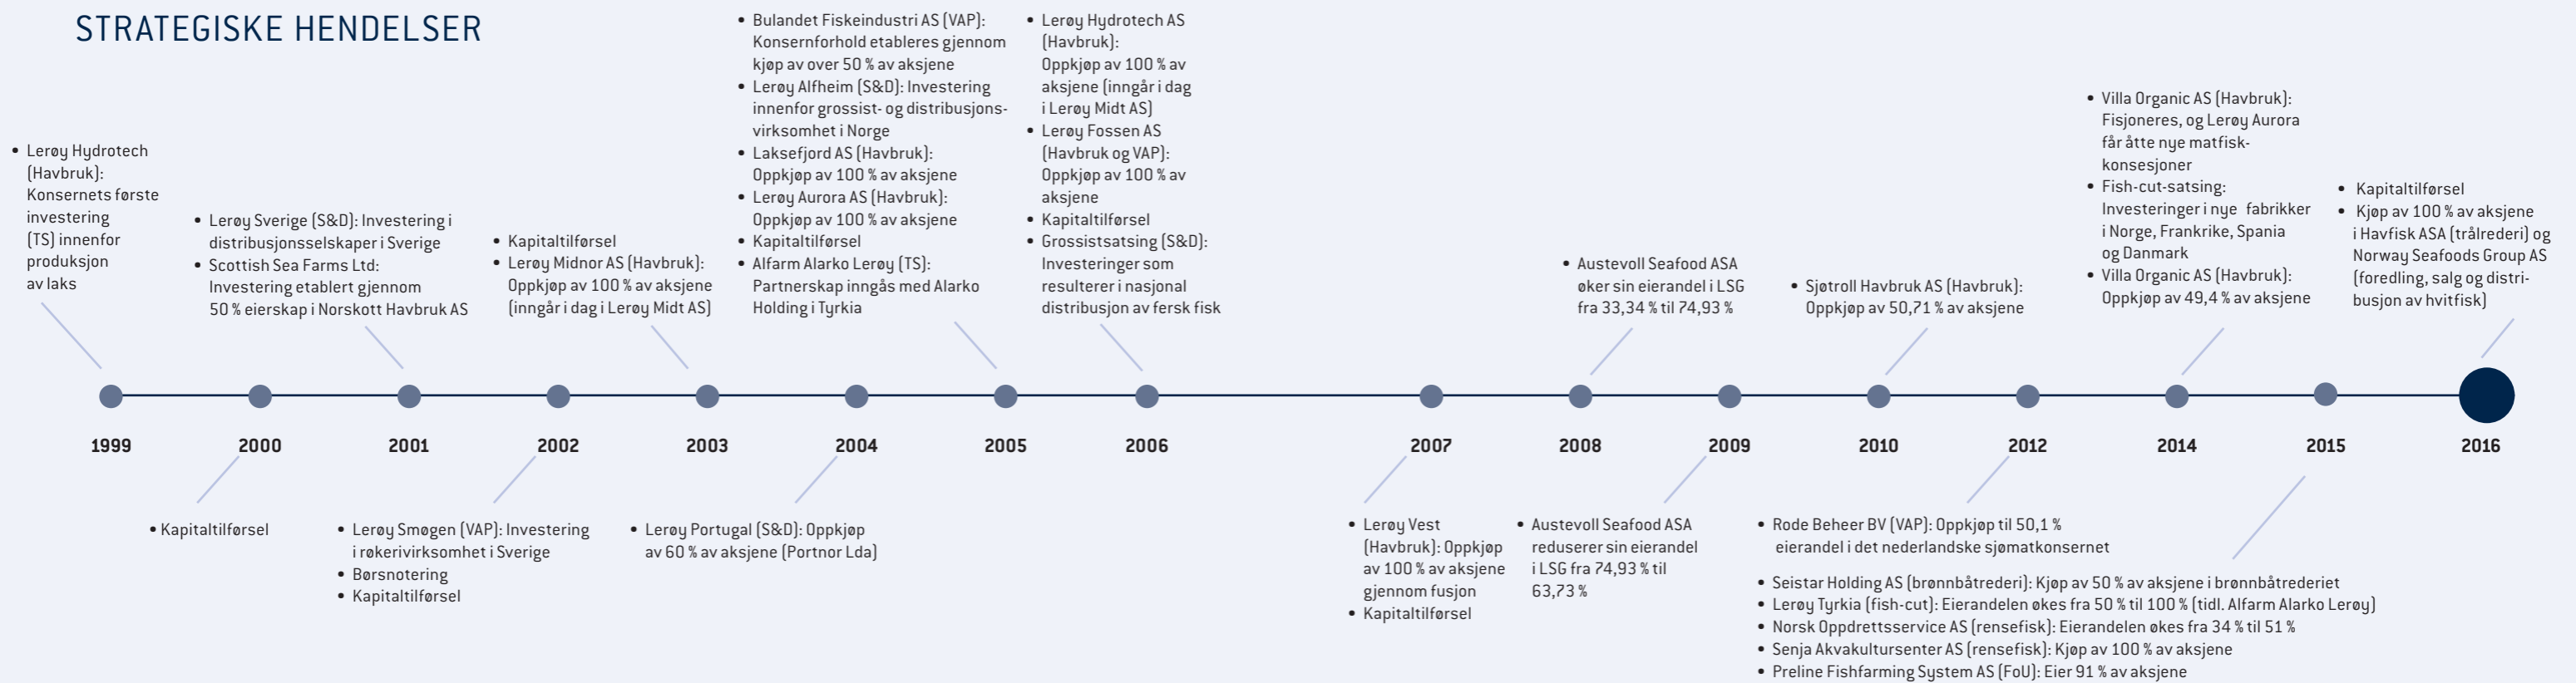 STRATEGISKE HENDELSER
• Lerøy Hydrotech
(Havbruk):
Konsernets første
investering
(TS) innenfor
produksjon
av laks
• Lerøy Sverige (S&D): Investering i
distribusjonsselskaper i Sverige
• Scottish Sea Farms Ltd:
Investering etablert gjennom
50 % eierskap i Norskott Havbruk AS
• Kapitaltilførsel
• Lerøy Midnor AS (Havbruk):
Oppkjøp av 100 % av aksjene
(inngår i dag i Lerøy Midt AS)
• Bulandet Fiskeindustri AS (VAP):
Konsernforhold etableres gjennom
kjøp av over 50 % av aksjene
• Lerøy Alfheim (S&D): Investering
innenfor grossist- og distribusjons-
virksomhet i Norge
• Laksefjord AS (Havbruk):
Oppkjøp av 100 % av aksjene
• Lerøy Aurora AS (Havbruk):
Oppkjøp av 100 % av aksjene
• Kapitaltilførsel
• Alfarm Alarko Lerøy (TS):
Partnerskap inngås med Alarko
Holding i Tyrkia
• Lerøy Hydrotech AS
(Havbruk):
Oppkjøp av 100 % av
aksjene (inngår i dag
i Lerøy Midt AS)
• Lerøy Fossen AS
(Havbruk og VAP):
Oppkjøp av 100 % av
aksjene
• Kapitaltilførsel
• Grossistsatsing (S&D):
Investeringer som
resulterer i nasjonal
distribusjon av fersk fisk
• Austevoll Seafood ASA
øker sin eierandel i LSG
fra 33,34 % til 74,93 %
• Sjøtroll Havbruk AS (Havbruk):
Oppkjøp av 50,71 % av aksjene
• Villa Organic AS (Havbruk):
Fisjoneres, og Lerøy Aurora
får åtte nye matfisk-
konsesjoner
• Fish-cut-satsing:
Investeringer i nye fabrikker
i Norge, Frankrike, Spania
og Danmark
• Villa Organic AS (Havbruk):
Oppkjøp av 49,4 % av aksjene
• Kapitaltilførsel
• Kjøp av 100 % av aksjene
i Havfisk ASA (trålrederi) og
Norway Seafoods Group AS
(foredling, salg og distri-
busjon av hvitfisk)
1999 2000 2001 2002 2003 2004 2005 2006 2007 2008 2009 2010 2012 2014 2015 2016
• Kapitaltilførsel
• Lerøy Smøgen (VAP): Investering
i røkerivirksomhet i Sverige
• Børsnotering
• Kapitaltilførsel
• Lerøy Portugal (S&D): Oppkjøp
av 60 % av aksjene (Portnor Lda)
• Lerøy Vest
(Havbruk): Oppkjøp
av 100 % av aksjene
gjennom fusjon
• Kapitaltilførsel
• Austevoll Seafood ASA
reduserer sin eierandel
i LSG fra 74,93 % til
63,73 %
• Rode Beheer BV (VAP): Oppkjøp til 50,1 %
eierandel i det nederlandske sjømatkonsernet
• Seistar Holding AS (brønnbåtrederi): Kjøp av 50 % av aksjene i brønnbåtrederiet
• Lerøy Tyrkia (fish-cut): Eierandelen økes fra 50 % til 100 % (tidl. Alfarm Alarko Lerøy)
• Norsk Oppdrettsservice AS (rensefisk): Eierandelen økes fra 34 % til 51 %
• Senja Akvakultursenter AS (rensefisk): Kjøp av 100 % av aksjene
• Preline Fishfarming System AS (FoU): Eier 91 % av aksjene